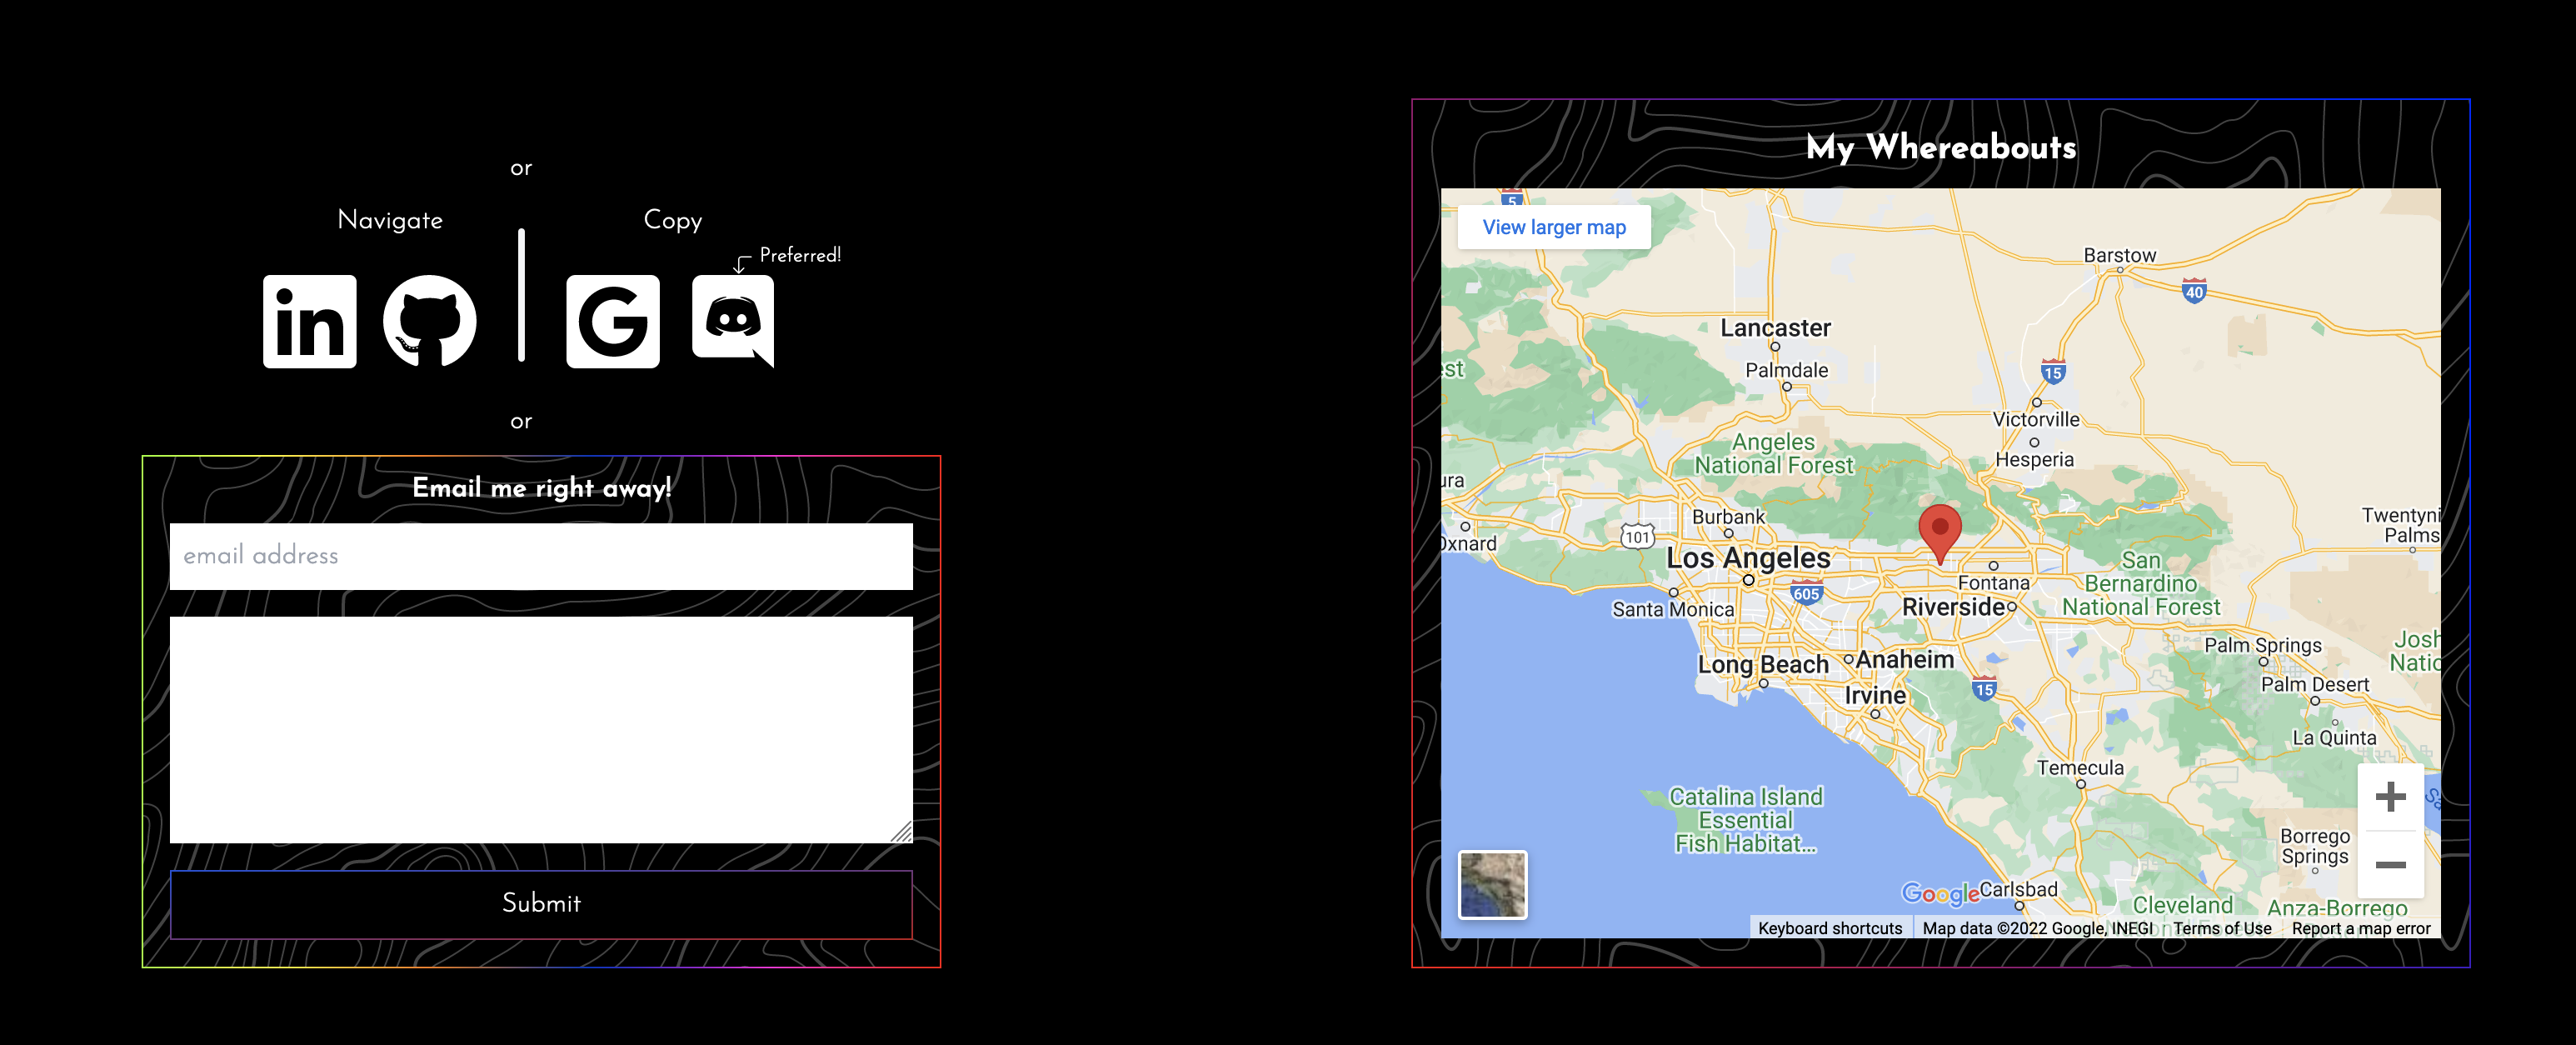 or
Navigate
Copy
Preferred!
in
G
or
Email me right away!
email address
Submit
My Whereabouts
5
View larger map
Barstow
40
Lancaster
Palmdale
15
Victorville
Hesperia
est
Angeles
National Forest
ura
Burbank
101
Oxnard
Los Angeles
605
Santa Monica
Fontana
Riverside
San
Bernardino
National Forest
Twentyni
Palms
Long Beach
Anaheim
Irvine
15
Palm Springs
Josh
Natio
Palm Desert
La Quinta
Temecula
Catalina Island
Essential
Fish Habitat...
Borrego
Springs
Google
Carlsbad
Cleveland
Anza-Borrego
Keyboard shortcuts
Map data ©2022 Google, INEGI
Terms of Use
Report a map error